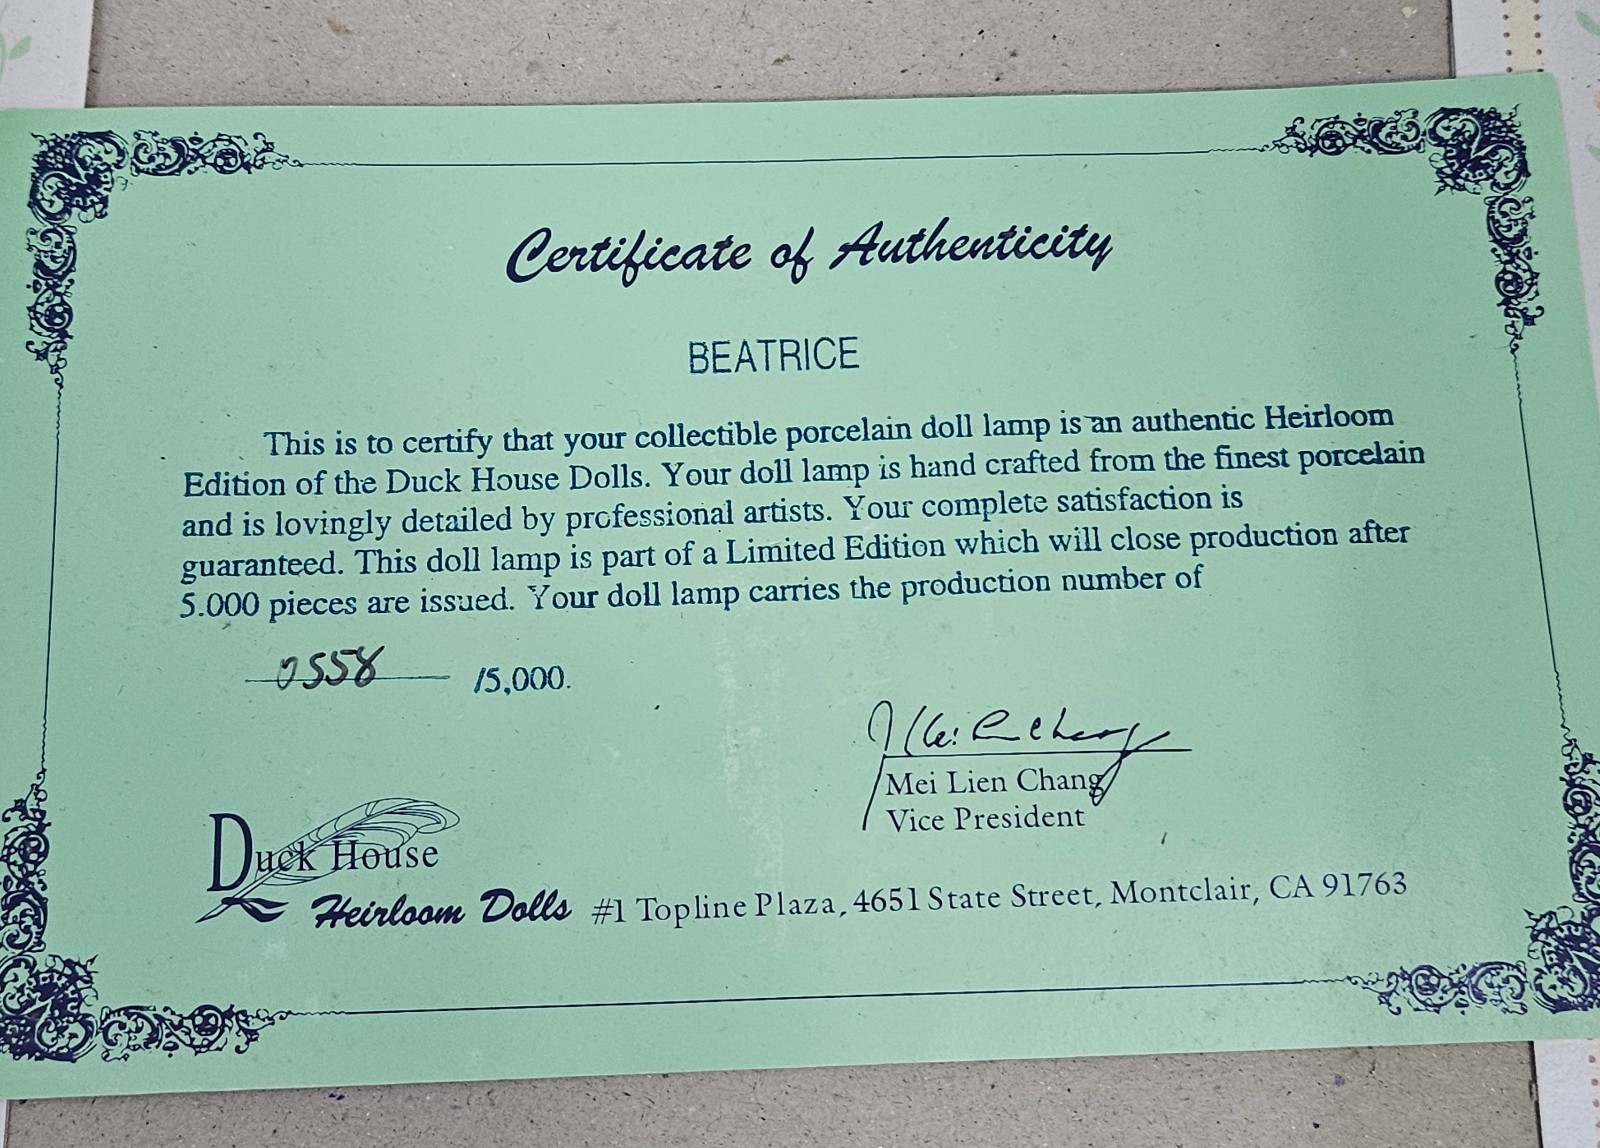 Certificate of Authenticity
BEATRICE
This is to certify that your collectible porcelain doll lamp is an authentic Heirloom
Edition of the Duck House Dolls. Your doll lamp is hand crafted from the finest porcelain
and is lovingly detailed by professional artists. Your complete satisfaction is
guaranteed. This doll lamp is part of a Limited Edition which will close production after
5.000 pieces are issued. Your doll lamp carries the production number of
0558 /5,000.
Mei Lien Chang
Vice President
Duck House
Heirloom Dolls #1 Topline Plaza, 4651 State Street, Montclair, CA 91763